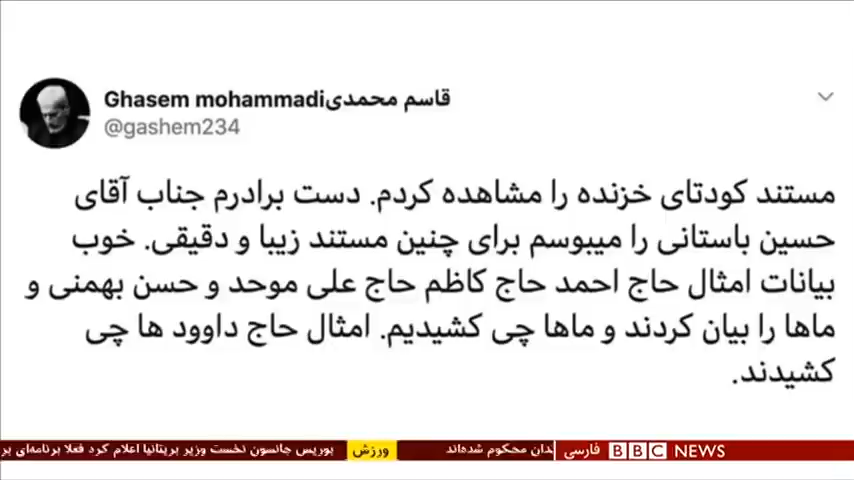 Ghasem mohammadiقاسم محمدی
@gashem234
مستند کودتای خزنده را مشاهده کردم. دست برادرم جناب آقای
حسین باستانی را میبوسم برای چنین مستند زیبا و دقیقی. خوب
بیانات امثال حاج احمد حاج کاظم حاج علی موحد و حسن بهمنی و
ماها را بیان کردند و ماها چی کشیدیم. امثال حاج داوود ها چی
کشیدند.
BBC NEWS فارسی دان محکوم شده‌اند ورزش بوریس جانسون نخست وزیر بریتانیا اعلام کرد فعلا برنامه‌ای بر